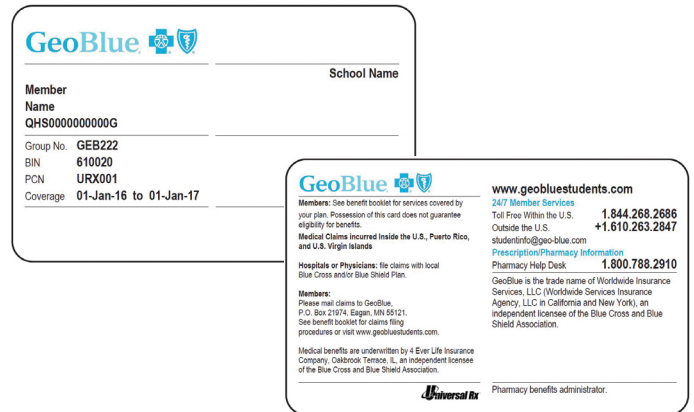 GeoBlue
School Name
Member
Name
QHS0000000000G
Group No. GEB222
BIN 610020
PCN URX001
Coverage 01-Jan-16 to 01-Jan-17
GeoBlue
Members: See benefit booklet for services covered by
your plan. Possession of this card does not guarantee
eligibility for benefits.
Medical Claims incurred Inside the U.S., Puerto Rico,
and U.S. Virgin Islands
Hospitals or Physicians: file claims with local
Blue Cross and/or Blue Shield Plan.
Members:
Please mail claims to GeoBlue,
P.O. Box 21974, Eagan, MN 55121.
See benefit booklet for claims filing
procedures or visit www.geobluestudents.com.
Medical benefits are underwritten by 4 Ever Life Insurance
Company, Oakbrook Terrace, IL, an independent licensee
of the Blue Cross and Blue Shield Association.
Universal Rx
www.geobluestudents.com
24/7 Member Services
Toll Free Within the U.S. 1.844.268.2686
Outside the U.S. +1.610.263.2847
studentinfo@geo-blue.com
Prescription/Pharmacy Information
Pharmacy Help Desk 1.800.788.2910
GeoBlue is the trade name of Worldwide Insurance
Services, LLC (Worldwide Services Insurance
Agency, LLC in California and New York), an
independent licensee of the Blue Cross and Blue
Shield Association.
Pharmacy benefits administrator.